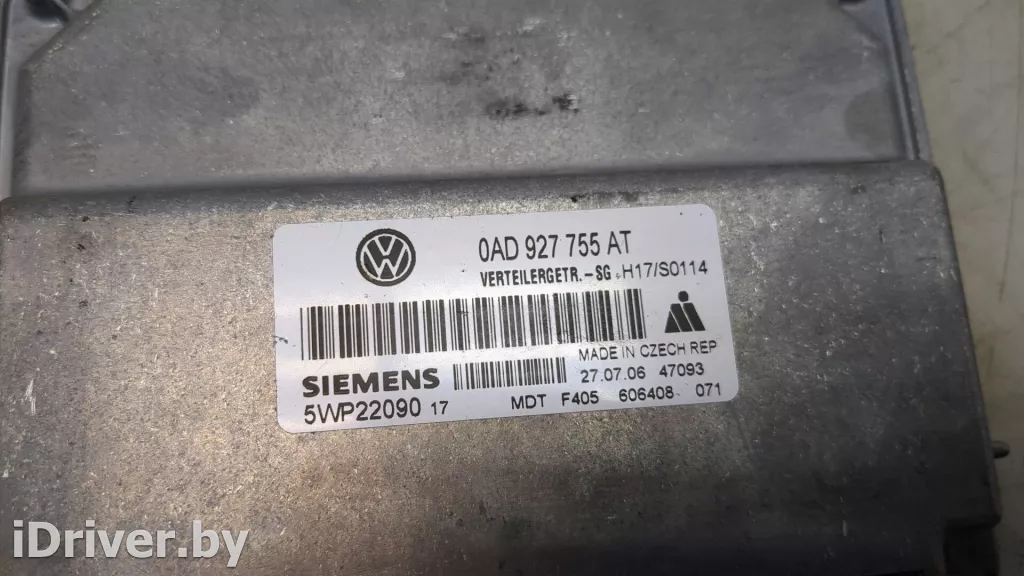 0AD 927 755 AT
VERTEILERGETR.-SG H17/S0114
MADE IN CZECH REP
SIEMENS 27.07.06 47093
5WP22090 17 MDT F405 606408 071
iDriver.by